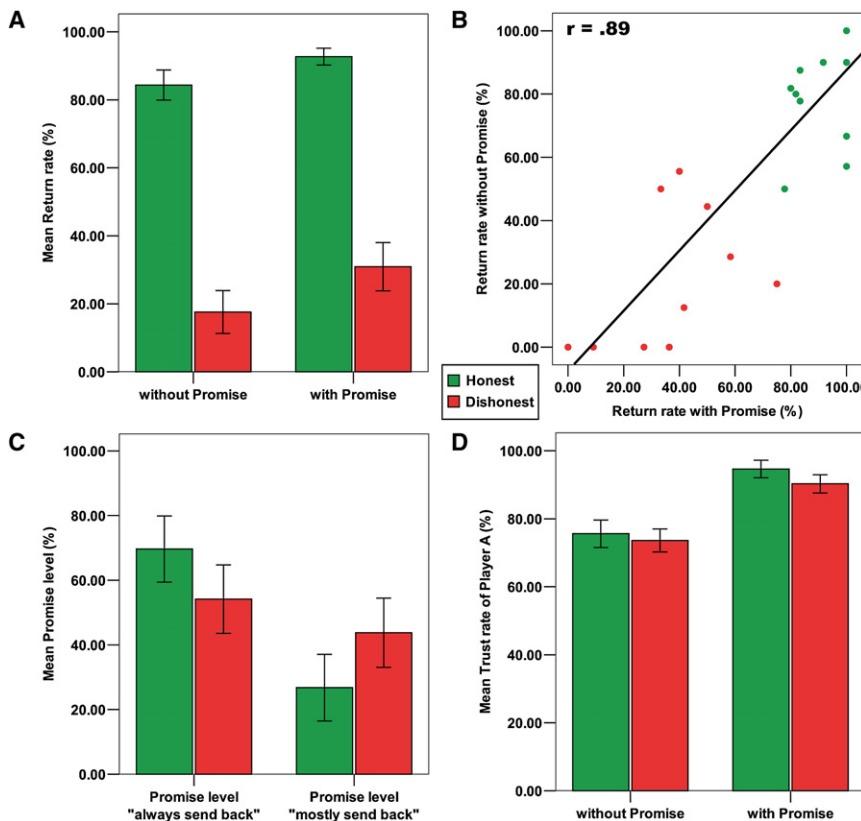 A
100.00
80.00
60.00
40.00
20.00
0.00
Mean Return rate (%)
without Promise
with Promise
B
r = .89
100.00
80.00
60.00
40.00
20.00
0.00
Return rate without Promise (%)
0.00 20.00 40.00 60.00 80.00 100.00
Return rate with Promise (%)
Honest
Dishonest
C
100.00
80.00
60.00
40.00
20.00
0.00
Mean Promise level (%)
Promise level
"always send back"
Promise level
"mostly send back"
D
100.00
80.00
60.00
40.00
20.00
0.00
Mean Trust rate of Player A (%)
without Promise
with Promise